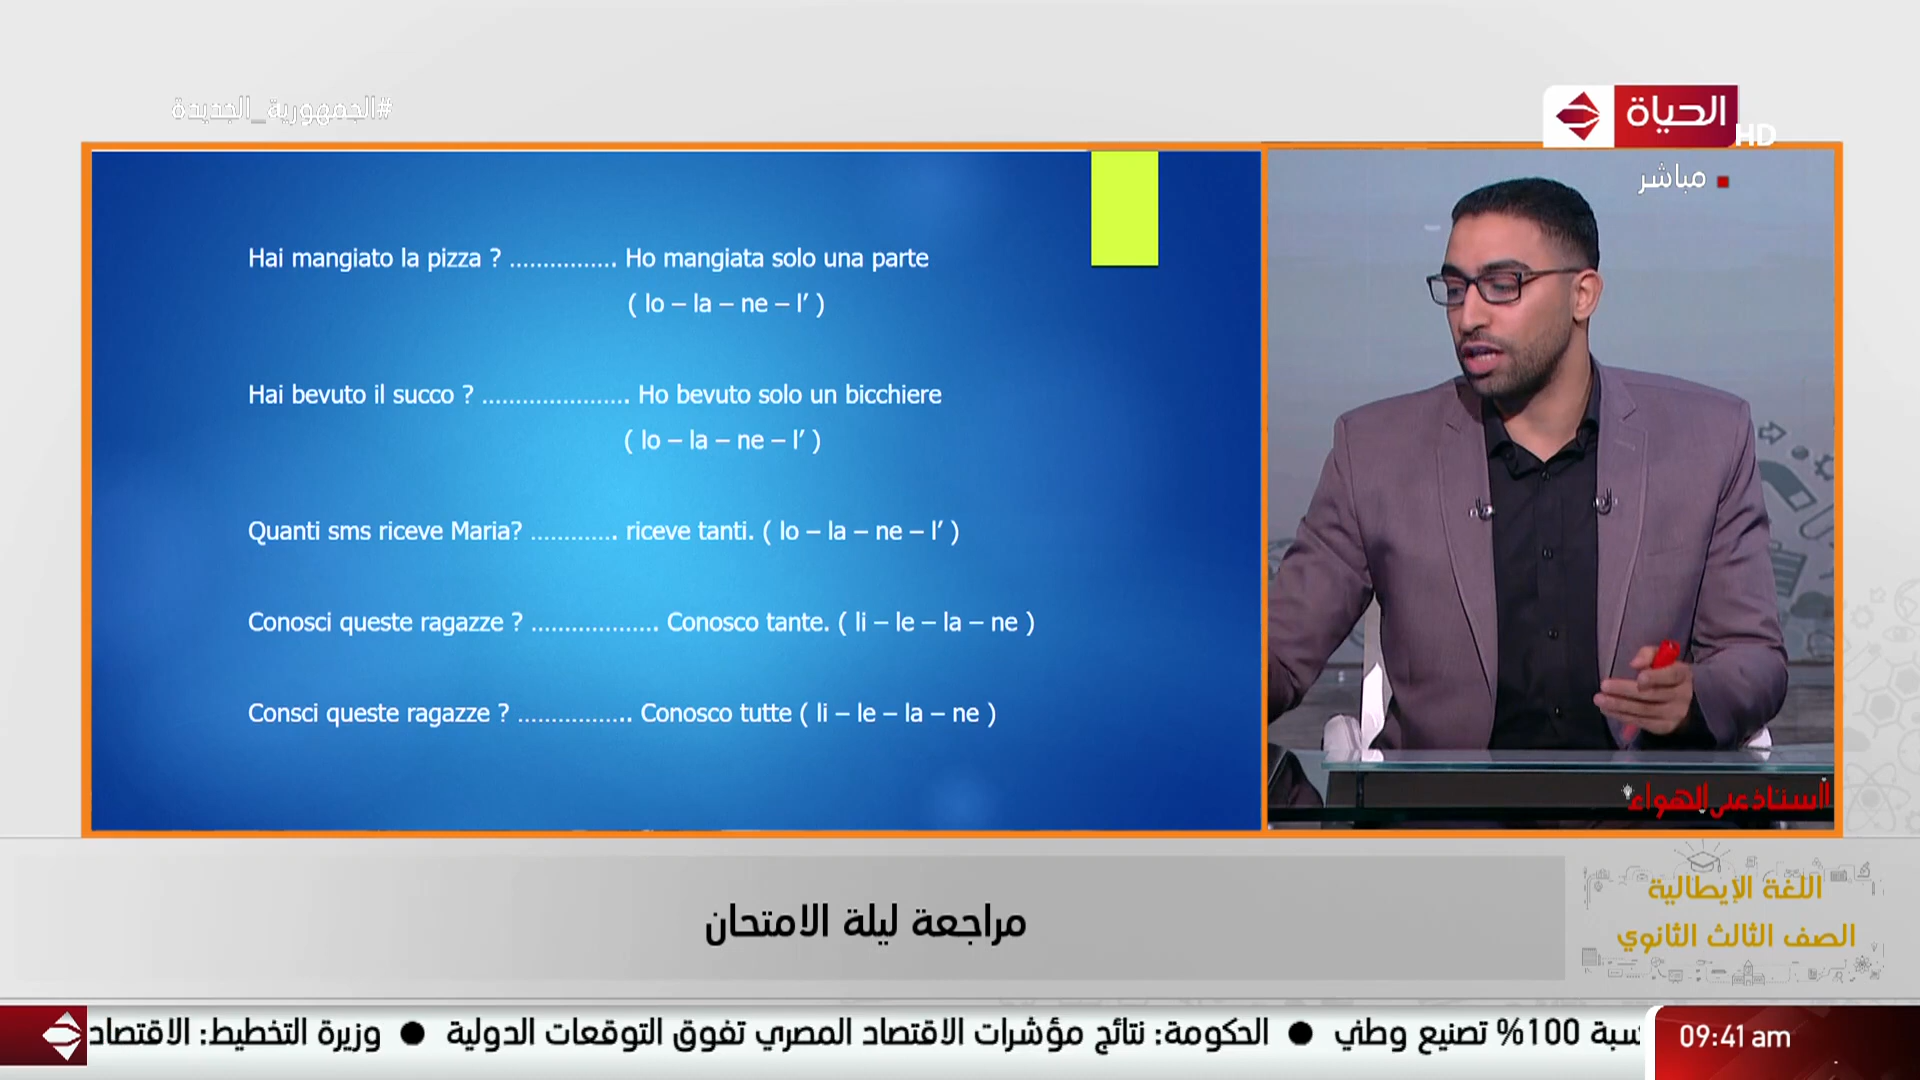 #الجمهورية_الجديدة
الحياة
HD
مباشر
Hai mangiato la pizza ? ................ Ho mangiata solo una parte
( lo – la – ne – l’ )
Hai bevuto il succo ? ...................... Ho bevuto solo un bicchiere
( lo – la – ne – l’ )
Quanti sms riceve Maria? ............. riceve tanti. ( lo – la – ne – l’ )
Conosci queste ragazze ? ................... Conosco tante. ( li – le – la – ne )
Consci queste ragazze ? ................. Conosco tutte ( li – le – la – ne )
أستاذ على الهواء
مراجعة ليلة الامتحان
اللغة الإيطالية
الصف الثالث الثانوي
سبة 100% تصنيع وطي ● الحكومة: نتائج مؤشرات الاقتصاد المصري تفوق التوقعات الدولية ● وزيرة التخطيط: الاقتصاد
09:41 am